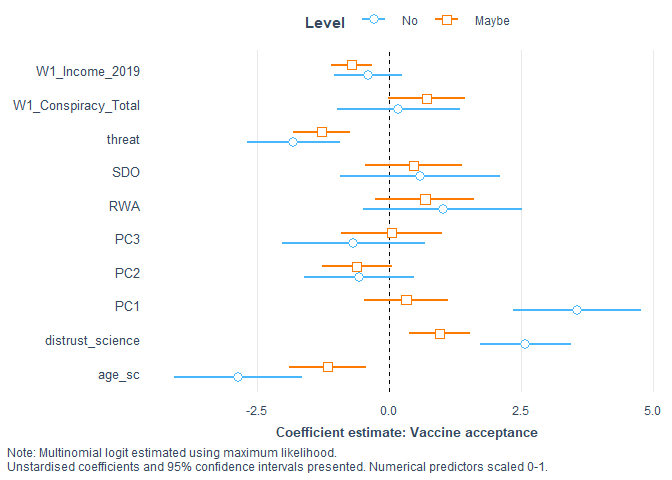 Level No Maybe
W1_Income_2019
W1_Conspiracy_Total
threat
SDO
RWA
PC3
PC2
PC1
distrust_science
age_sc
-2.5 0.0 2.5 5.0
Coefficient estimate: Vaccine acceptance
Note: Multinomial logit estimated using maximum likelihood.
Unstardised coefficients and 95% confidence intervals presented. Numerical predictors scaled 0-1.